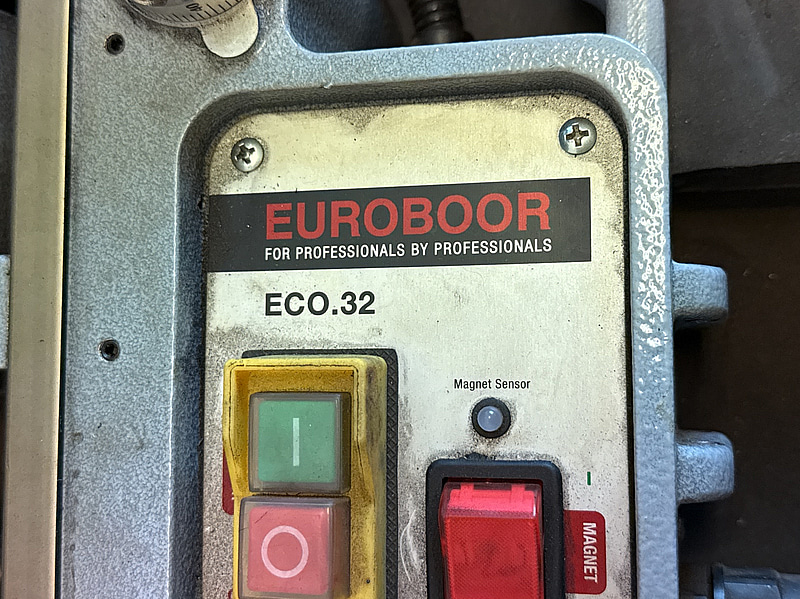 EUROBOOR
FOR PROFESSIONALS BY PROFESSIONALS
ECO.32
Magnet Sensor
I
O
MAGNET